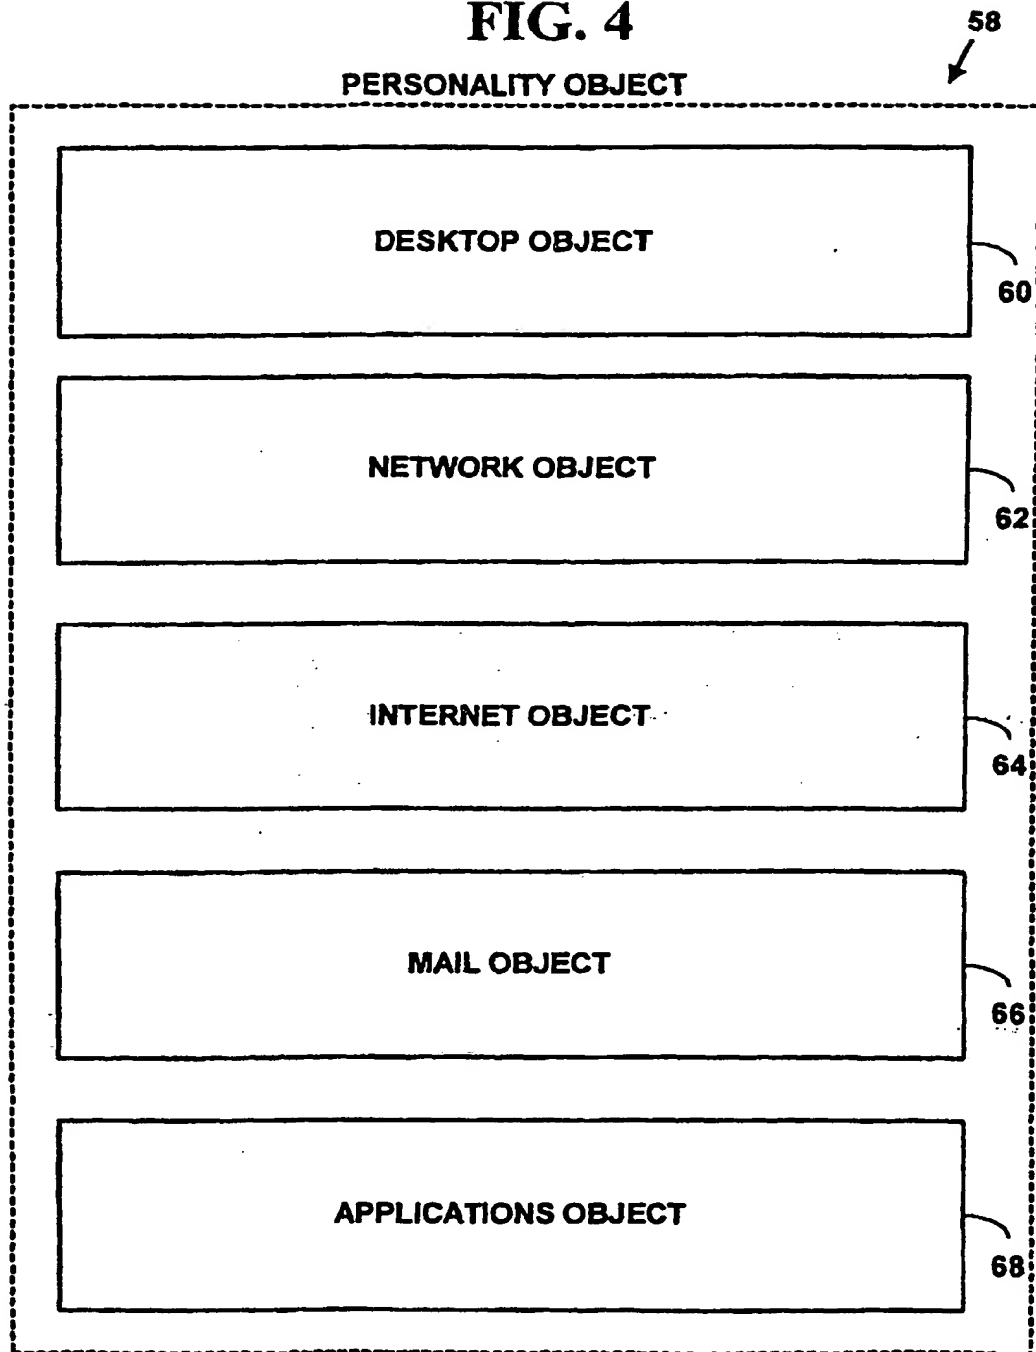 FIG. 4
58
PERSONALITY OBJECT
DESKTOP OBJECT
60
NETWORK OBJECT
62
INTERNET OBJECT
64
MAIL OBJECT
66
APPLICATIONS OBJECT
68